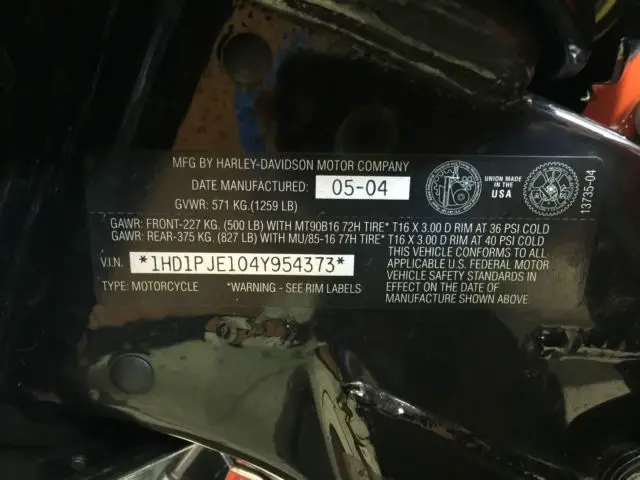 MFG BY HARLEY-DAVIDSON MOTOR COMPANY
DATE MANUFACTURED: 05-04
GVWR: 571 KG.(1259 LB)
UNION MADE
IN THE
USA
13735-04
GAWR: FRONT-227 KG. (500 LB) WITH MT90B16 72H TIRE* T16 X 3.00 D RIM AT 36 PSI COLD
GAWR: REAR-375 KG. (827 LB) WITH MU/85-16 77H TIRE* T16 X 3.00 D RIM AT 40 PSI COLD
V.I.N. *1HD1PJE104Y954373*
TYPE: MOTORCYCLE *WARNING - SEE RIM LABELS
THIS VEHICLE CONFORMS TO ALL
APPLICABLE U.S. FEDERAL MOTOR
VEHICLE SAFETY STANDARDS IN
EFFECT ON THE DATE OF
MANUFACTURE SHOWN ABOVE.